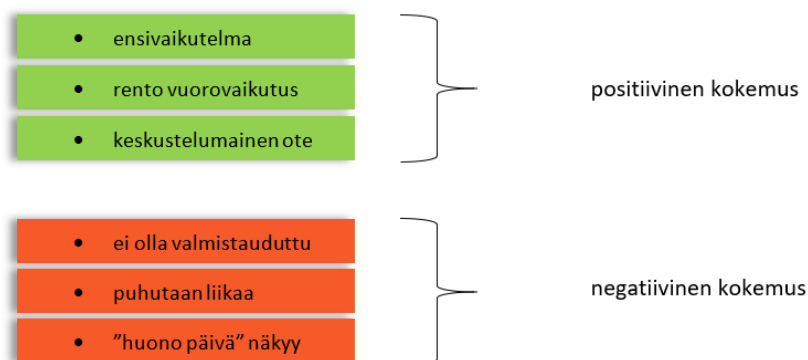 • ensivaikutelma
• rento vuorovaikutus
• keskustelumainen ote
positiivinen kokemus
• ei olla valmistauduttu
• puhutaan liikaa
• ”huono päivä” näkyy
negatiivinen kokemus